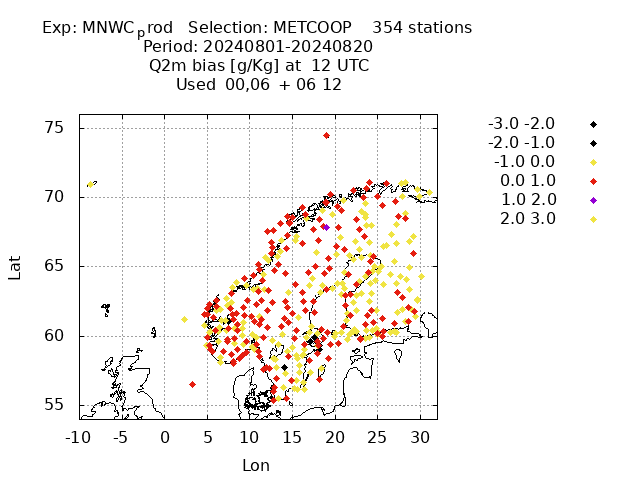 Exp: MNWC_prod   Selection: METCOOP    354 stations
Period: 20240801-20240820
Q2m bias [g/Kg] at  12 UTC
Used  00,06  + 06 12
-3.0 -2.0
-2.0 -1.0
-1.0 0.0
0.0 1.0
1.0 2.0
2.0 3.0
75
70
65
60
55
Lat
-10 -5 0 5 10 15 20 25 30
Lon